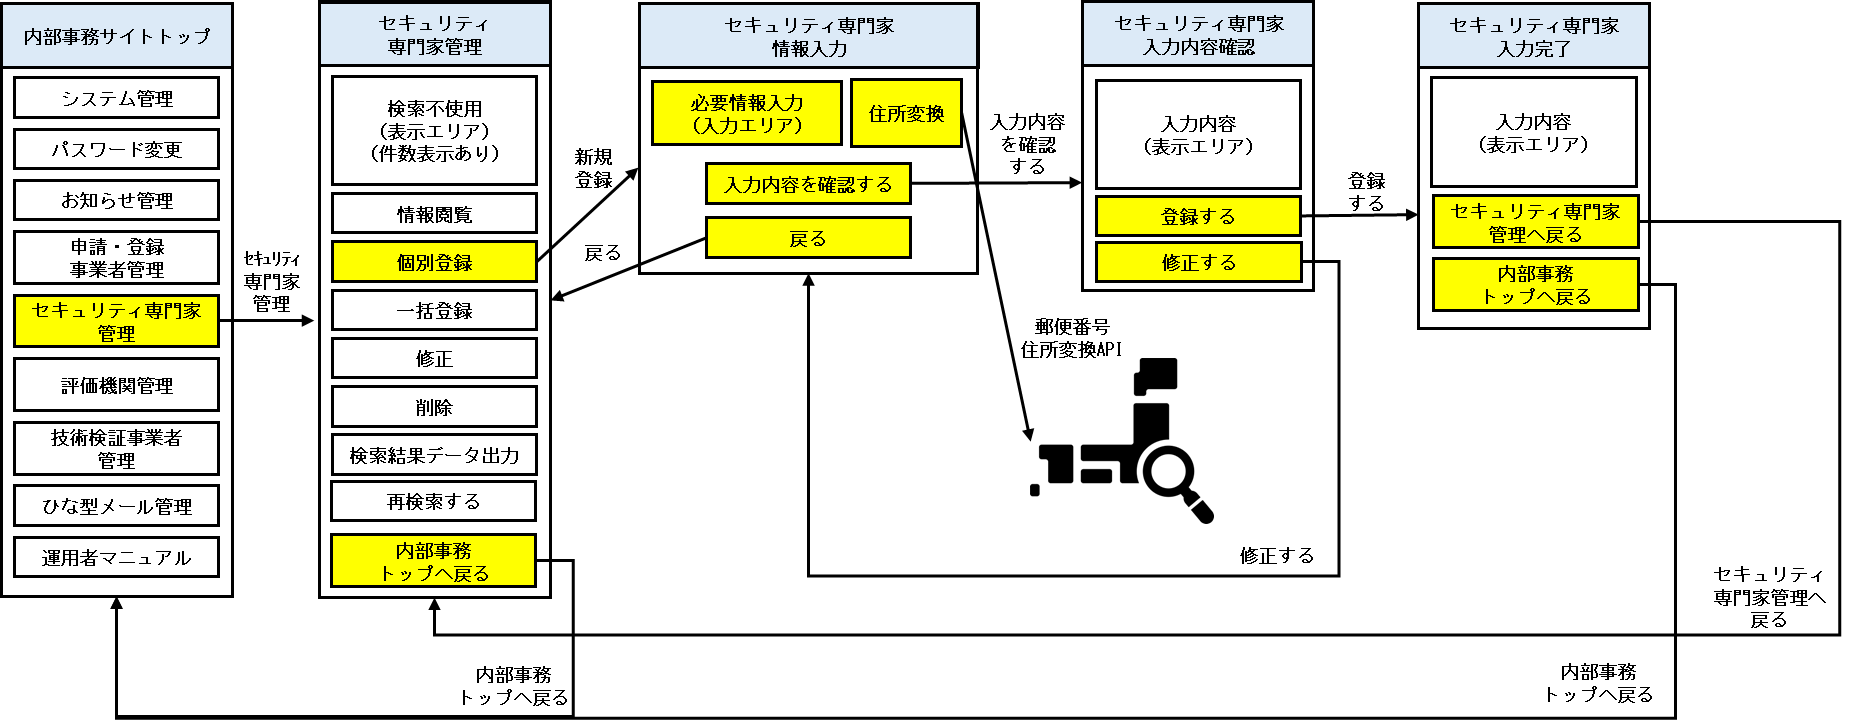 内部事務サイトトップ
システム管理
パスワード変更
お知らせ管理
申請・登録
事業者管理
セキュリティ専門家
管理
評価機関管理
技術検証事業者
管理
ひな型メール管理
運用者マニュアル
ｾｷｭﾘﾃｨ
専門家
管理
セキュリティ
専門家管理
検索不使用
（表示エリア）
（件数表示あり）
情報閲覧
個別登録
一括登録
修正
削除
検索結果データ出力
再検索する
内部事務
トップへ戻る
新規
登録
戻る
セキュリティ専門家
情報入力
必要情報入力
（入力エリア）
住所変換
入力内容を確認する
戻る
入力内容
を確認
する
郵便番号
住所変換API
セキュリティ専門家
入力内容確認
入力内容
（表示エリア）
登録する
修正する
登録
する
セキュリティ専門家
入力完了
入力内容
（表示エリア）
セキュリティ専門家
管理へ戻る
内部事務
トップへ戻る
修正する
セキュリティ
専門家管理へ
戻る
内部事務
トップへ戻る
内部事務
トップへ戻る